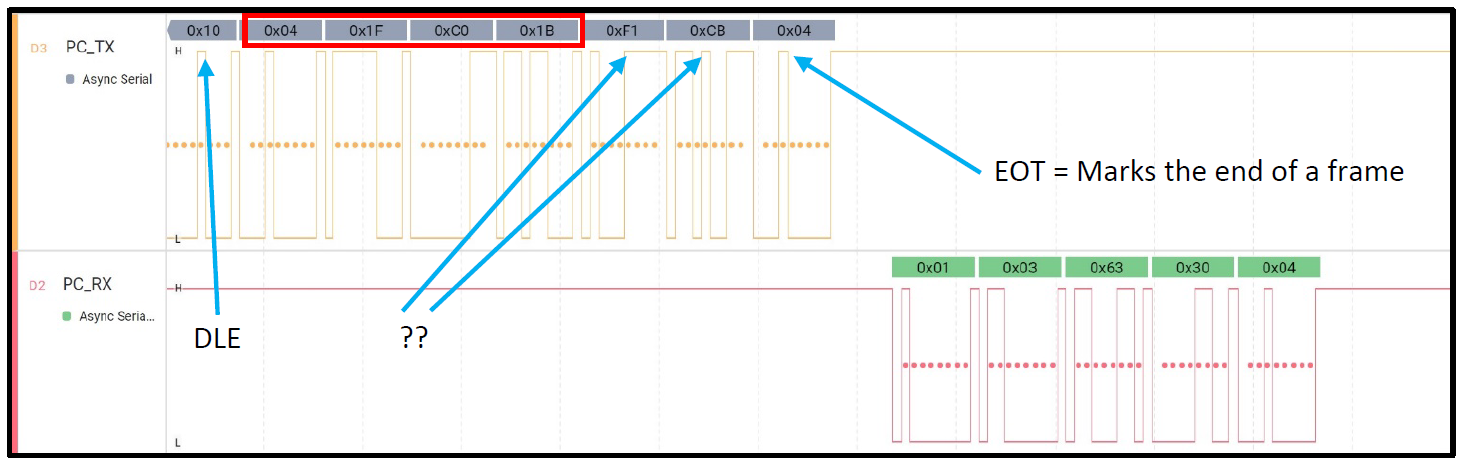 0x10 0x04 0x1F 0xC0 0x1B 0xF1 0xCB 0x04
D3 PC_TX
H
Async Serial
EOT = Marks the end of a frame
L
0x01 0x03 0x63 0x30 0x04
D2 PC_RX
H
Async Seria...
DLE
??
L